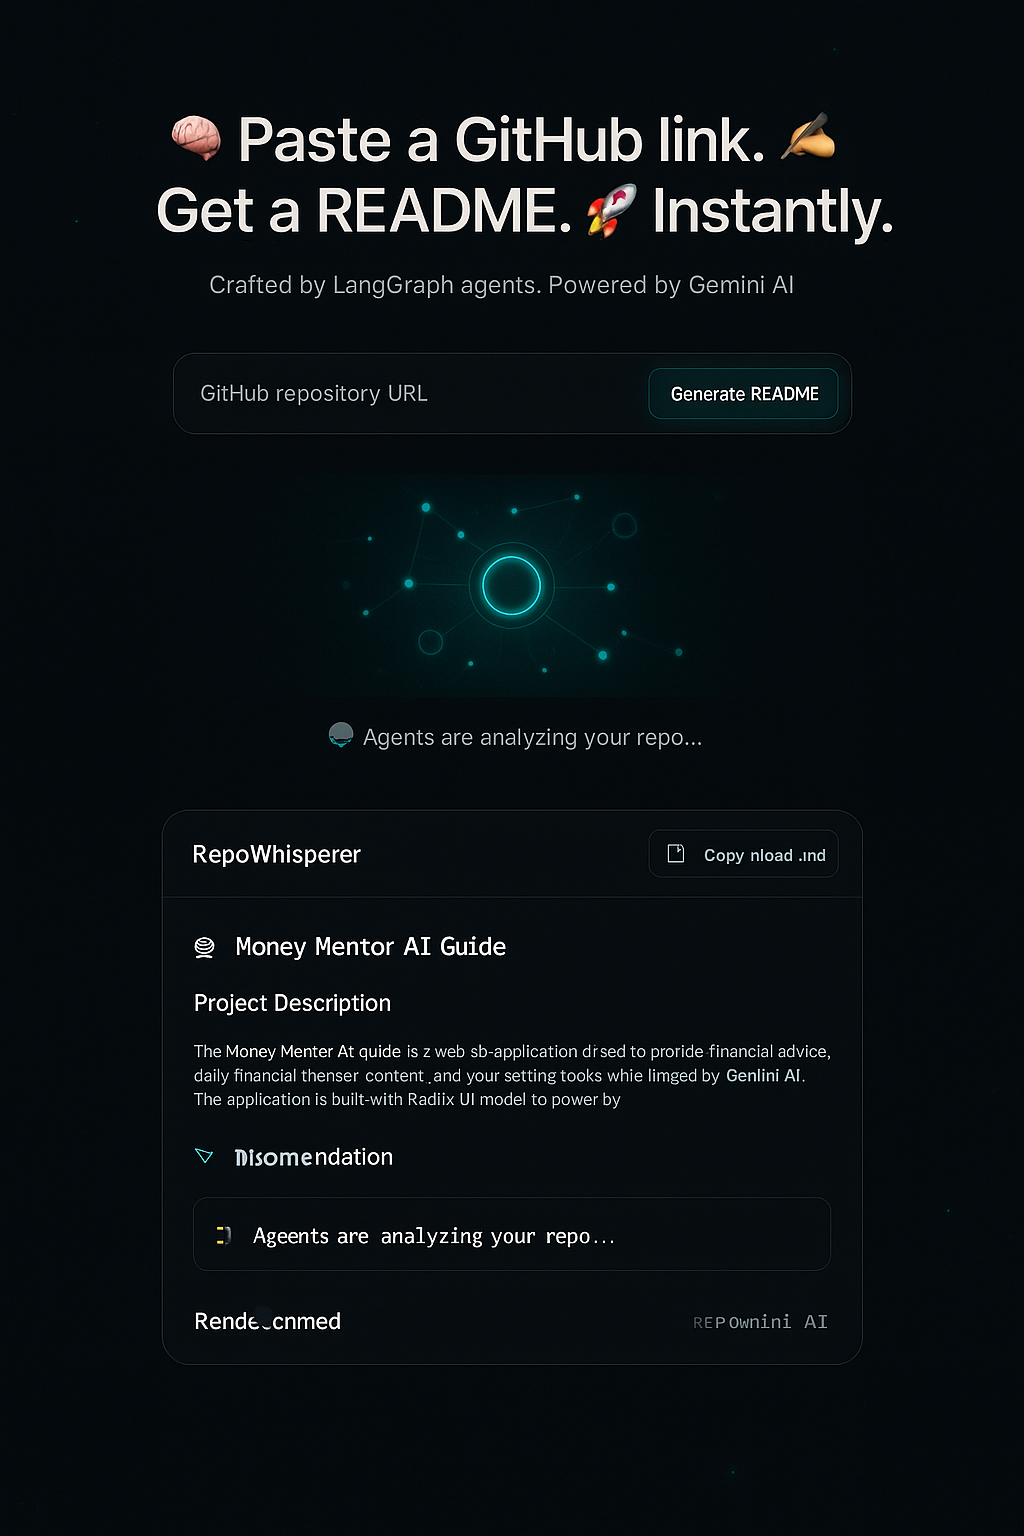 Paste a GitHub link.
Get a README. Instantly.
Crafted by LangGraph agents. Powered by Gemini AI
GitHub repository URL
Generate README
Agents are analyzing your repo...
RepoWhisperer
Copy nload .ınd
Money Mentor AI Guide
Project Description
The Money Menter At quide is z web sb-application dırsed to proride financial advice,
daily financial thenser content .and your setting tooks whie limged by Genlini AI.
The application is built-with Radiix UI model to power by
Disomendation
Ageents are analyzing your repo...
cnmed
REPOwnini AI